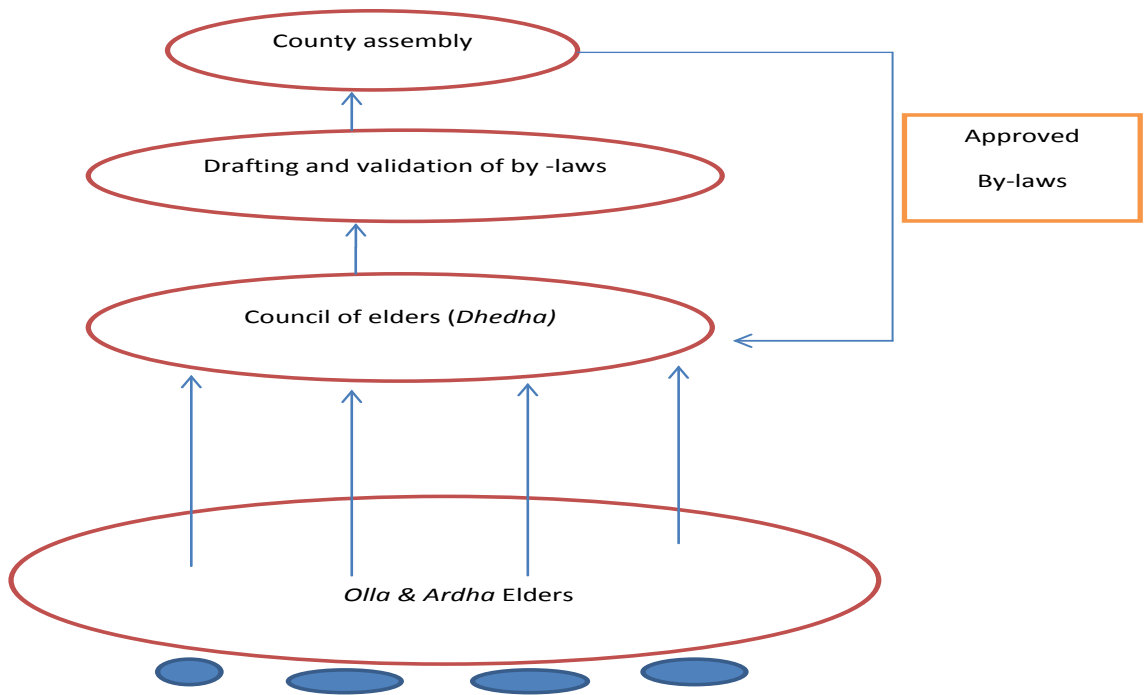 County assembly
Approved
By-laws
Drafting and validation of by -laws
Council of elders (Dhedha)
Olla & Ardha Elders